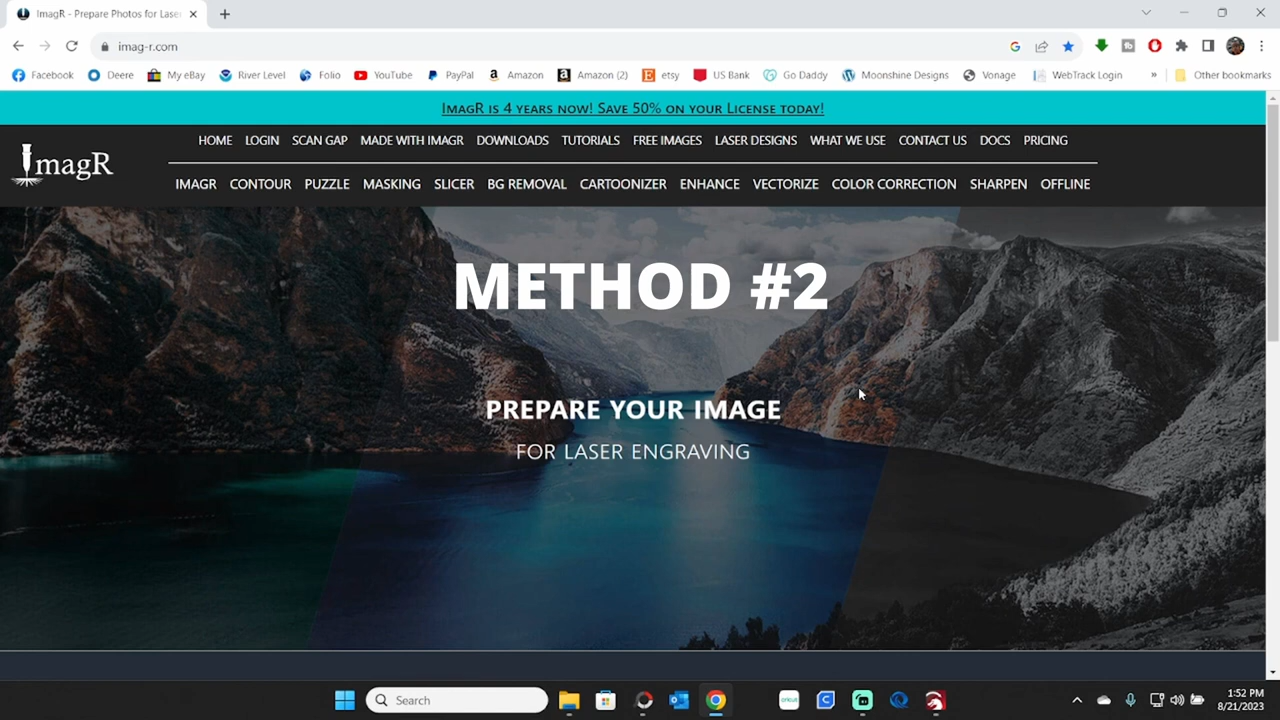 ImagR - Prepare Photos for Lase
imag-r.com
Facebook Deere My eBay River Level Folio YouTube PayPal Amazon Amazon (2) etsy US Bank Go Daddy Moonshine Designs Vonage WebTrack Login » Other bookmarks
ImagR is 4 years now! Save 50% on your License today!
HOME LOGIN SCAN GAP MADE WITH IMAGR DOWNLOADS TUTORIALS FREE IMAGES LASER DESIGNS WHAT WE USE CONTACT US DOCS PRICING
ImagR
IMAGR CONTOUR PUZZLE MASKING SLICER BG REMOVAL CARTOONIZER ENHANCE VECTORIZE COLOR CORRECTION SHARPEN OFFLINE
METHOD #2
PREPARE YOUR IMAGE
FOR LASER ENGRAVING
Search
1:52 PM
8/21/2023